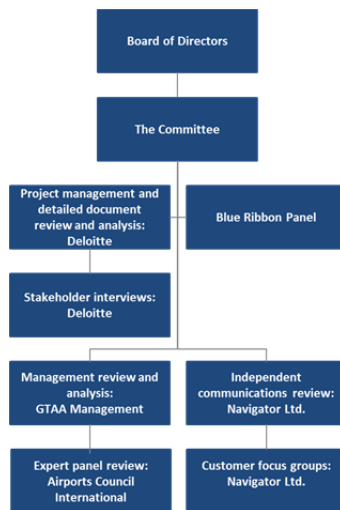 Board of Directors
The Committee
Project management and
detailed document
review and analysis:
Deloitte
Blue Ribbon Panel
Stakeholder interviews:
Deloitte
Management review and
analysis:
GTAA Management
Independent
communications review:
Navigator Ltd.
Expert panel review:
Airports Council
International
Customer focus groups:
Navigator Ltd.